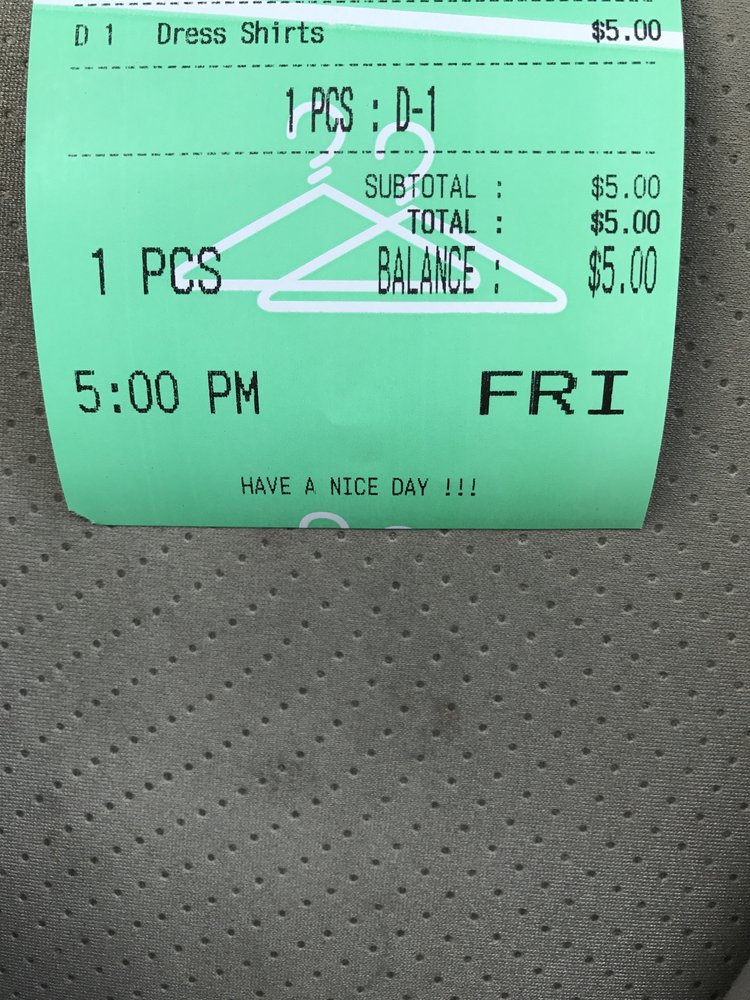 D 1 Dress Shirts $5.00
1 PCS : D-1
SUBTOTAL : $5.00
TOTAL : $5.00
1 PCS BALANCE : $5.00
5:00 PM FRI
HAVE A NICE DAY !!!